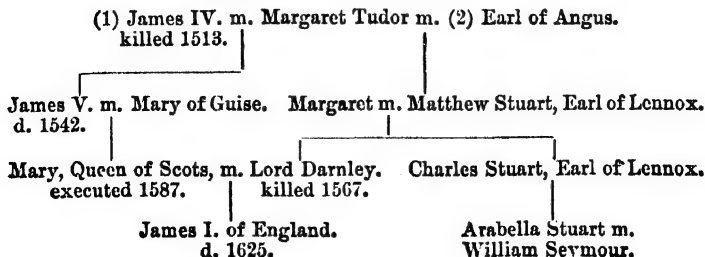 (1) James IV. m. Margaret Tudor m. (2) Earl of Angus.
killed 1513.
James V. m. Mary of Guise. Margaret m. Matthew Stuart, Earl of Lennox.
d. 1542.
Mary, Queen of Scots, m. Lord Darnley. Charles Stuart, Earl of Lennox.
executed 1587. killed 1567.
James I. of England. Arabella Stuart m.
d. 1625. William Seymour.